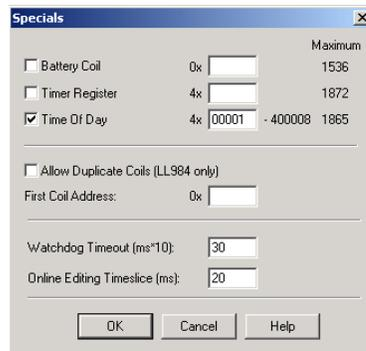 Specials
Maximum
Battery Coil 0x 1536
Timer Register 4x 1872
Time Of Day 4x 00001 - 400008 1865
Allow Duplicate Coils (LL984 only)
First Coil Address: 0x
Watchdog Timeout (ms*10): 30
Online Editing Timeslice (ms): 20
OK Cancel Help